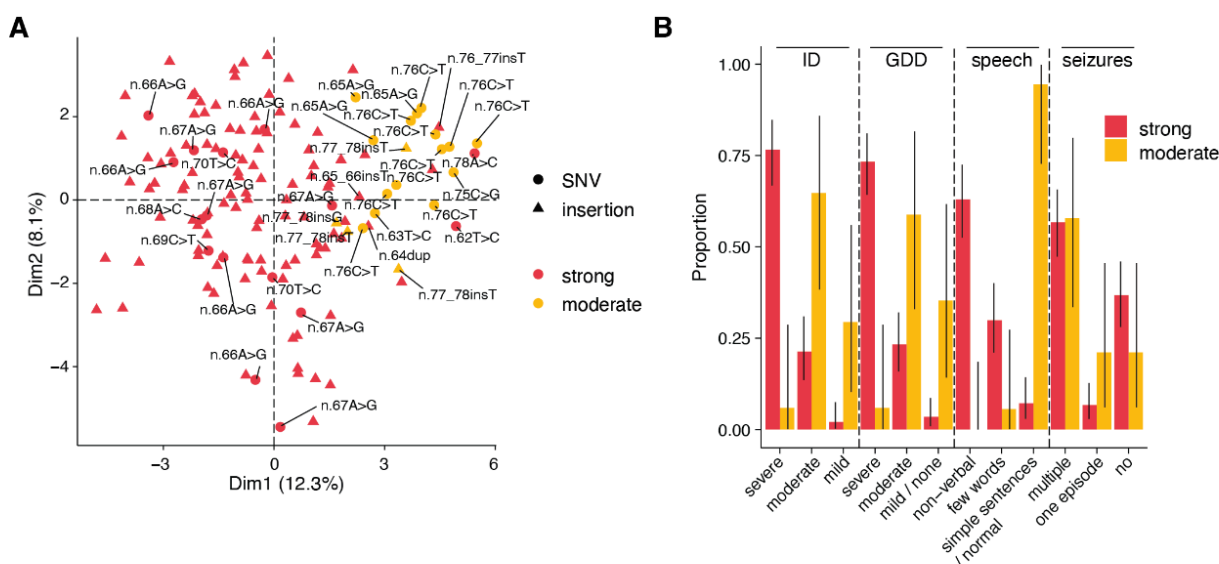 A
n.66A>G
n.66A>G
n.67A>G
n.66A>G
n.70T>C
n.67A>G
n.68A>C
n.69C>T
n.66A>G
n.70T>C
n.66A>G
n.67A>G
n.67A>G
n.65A>G
n.65A>G
n.65A>G
n.76C>T
n.76_77insT
n.76C>T
n.76C>T
n.76C>T
n.76C>T
n.77_78insT
n.76C>T
n.78A>C
n.65_66insT
n.76C>T
n.75C>G
n.67A>G
n.76C>T
n.76C>T
n.77_78insG
n.62T>C
n.77_78insT
n.63T>C
n.64dup
n.76C>T
n.77_78insT
2
0
−2
−4
−3
0
3
6
Dim1 (12.3%)
Dim2 (8.1%)
SNV
insertion
strong
moderate
B
ID
GDD
speech
seizures
1.00
0.75
0.50
0.25
0.00
Proportion
strong
moderate
severe
moderate
mild
severe
moderate
mild / none
non−verbal
few words
simple sentences
/ normal
multiple
one episode
no